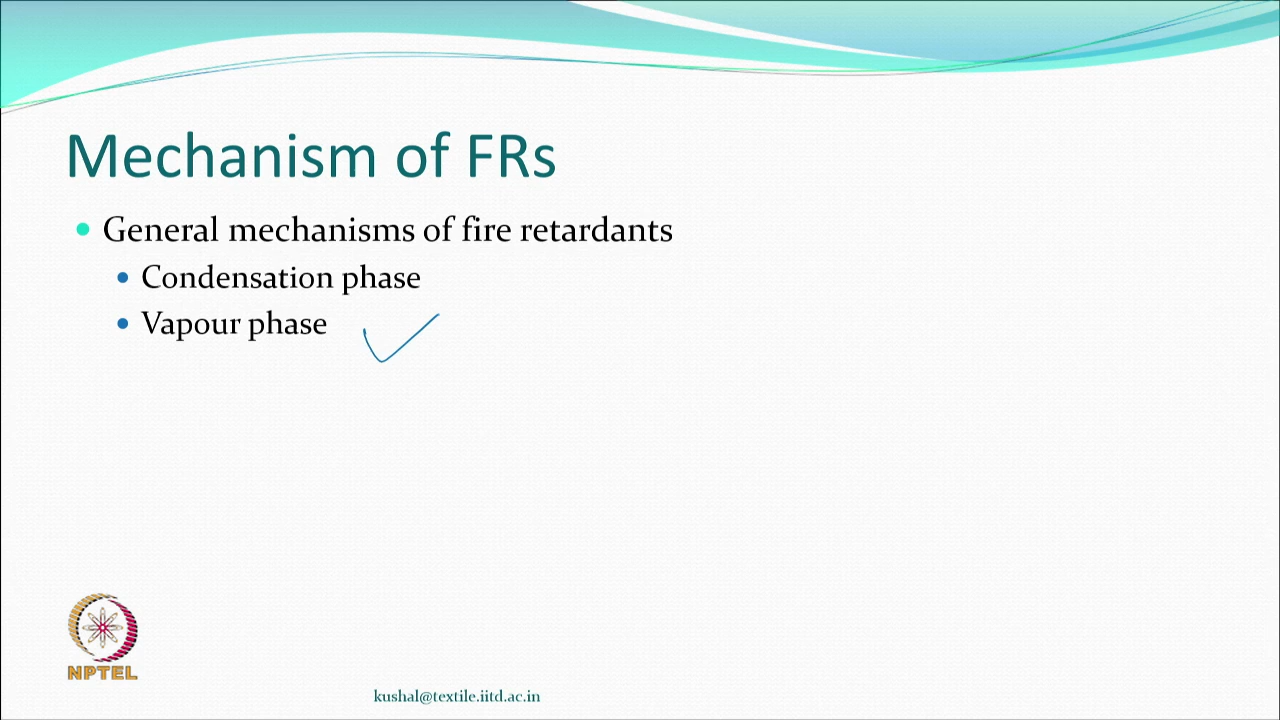 Mechanism of FRs
General mechanisms of fire retardants
Condensation phase
Vapour phase
NPTEL
kushal@textile.iitd.ac.in